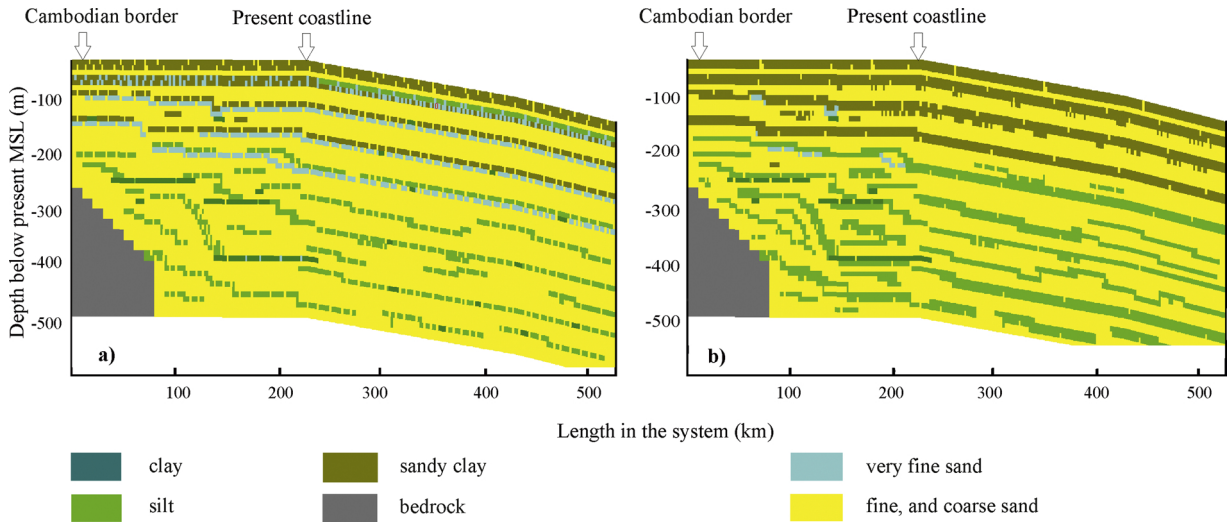 Cambodian border
Present coastline
Cambodian border
Present coastline
Depth below present MSL (m)
-100
-200
-300
-400
-500
a)
100
200
300
400
500
-100
-200
-300
-400
-500
b)
100
200
300
400
500
Length in the system (km)
clay
sandy clay
very fine sand
silt
bedrock
fine, and coarse sand